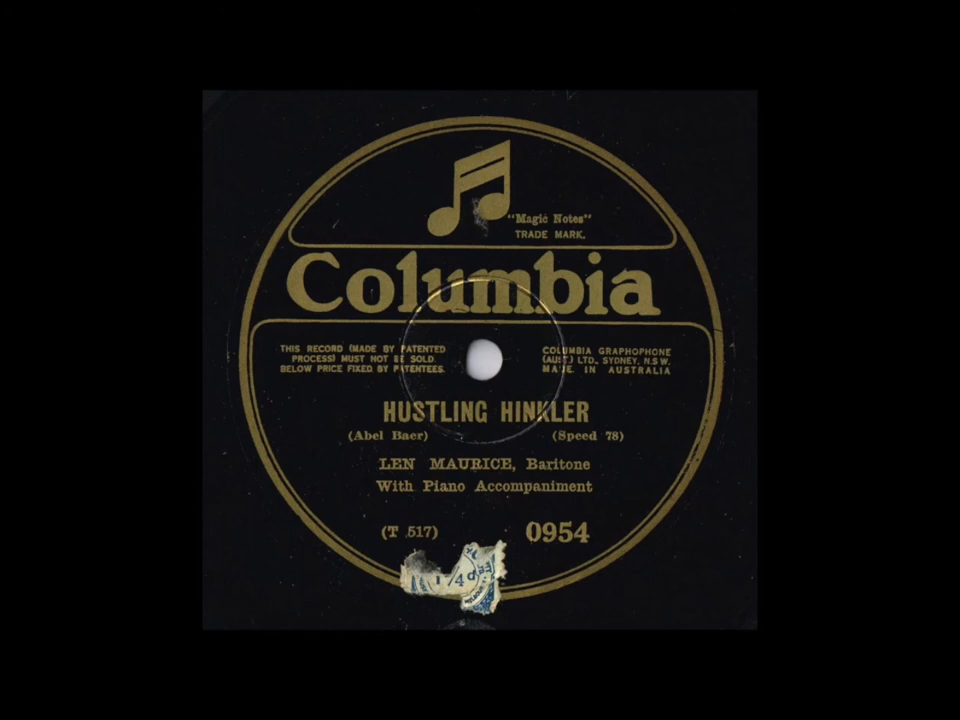 "Magic Notes"
TRADE MARK.
Columbia
THIS RECORD (MADE BY PATENTED
PROCESS) MUST NOT BE SOLD
BELOW PRICE FIXED BY PATENTEES.
COLUMBIA GRAPHOPHONE
(AUST) LTD., SYDNEY, N.S.W.
MADE IN AUSTRALIA
HUSTLING HINKLER
(Abel Baer) (Speed 78)
LEN MAURICE, Baritone
With Piano Accompaniment
(T 517) 0954